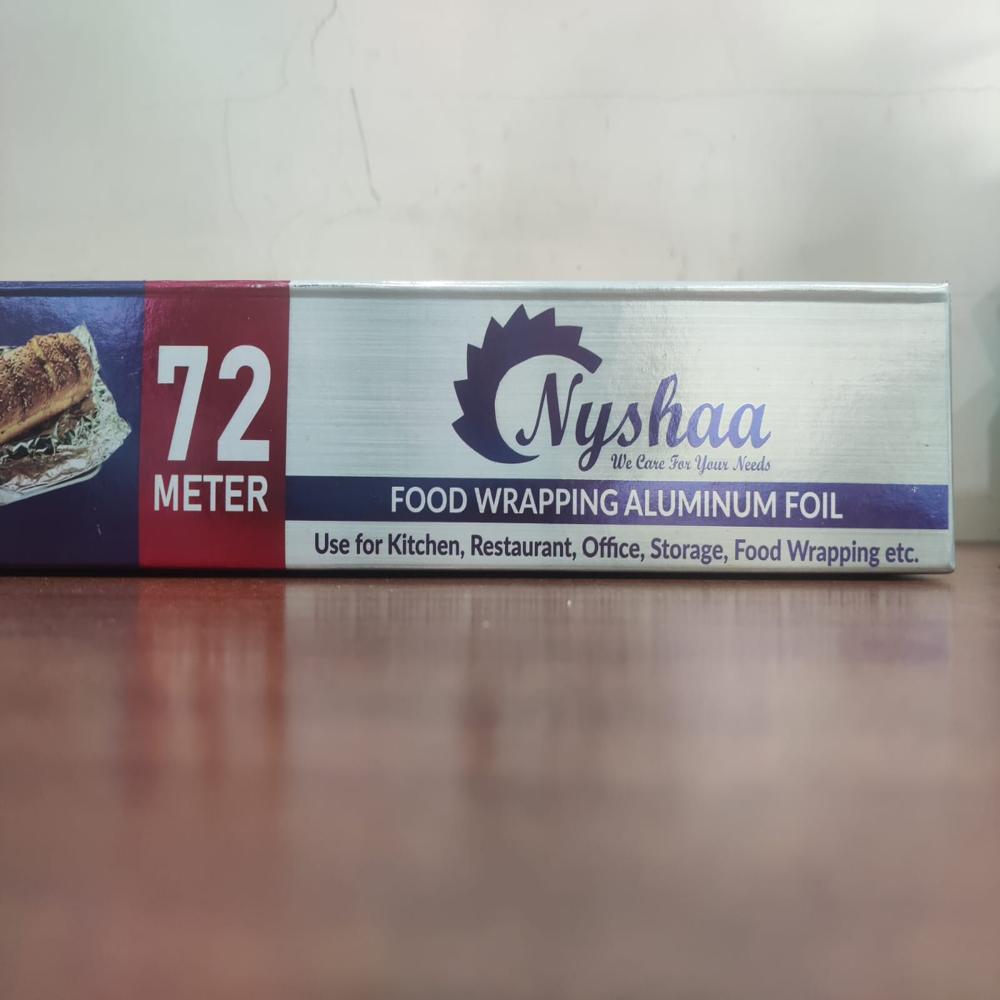 72
METER
Nyshaa
We Care For Your Needs
FOOD WRAPPING ALUMINUM FOIL
Use for Kitchen, Restaurant, Office, Storage, Food Wrapping etc.